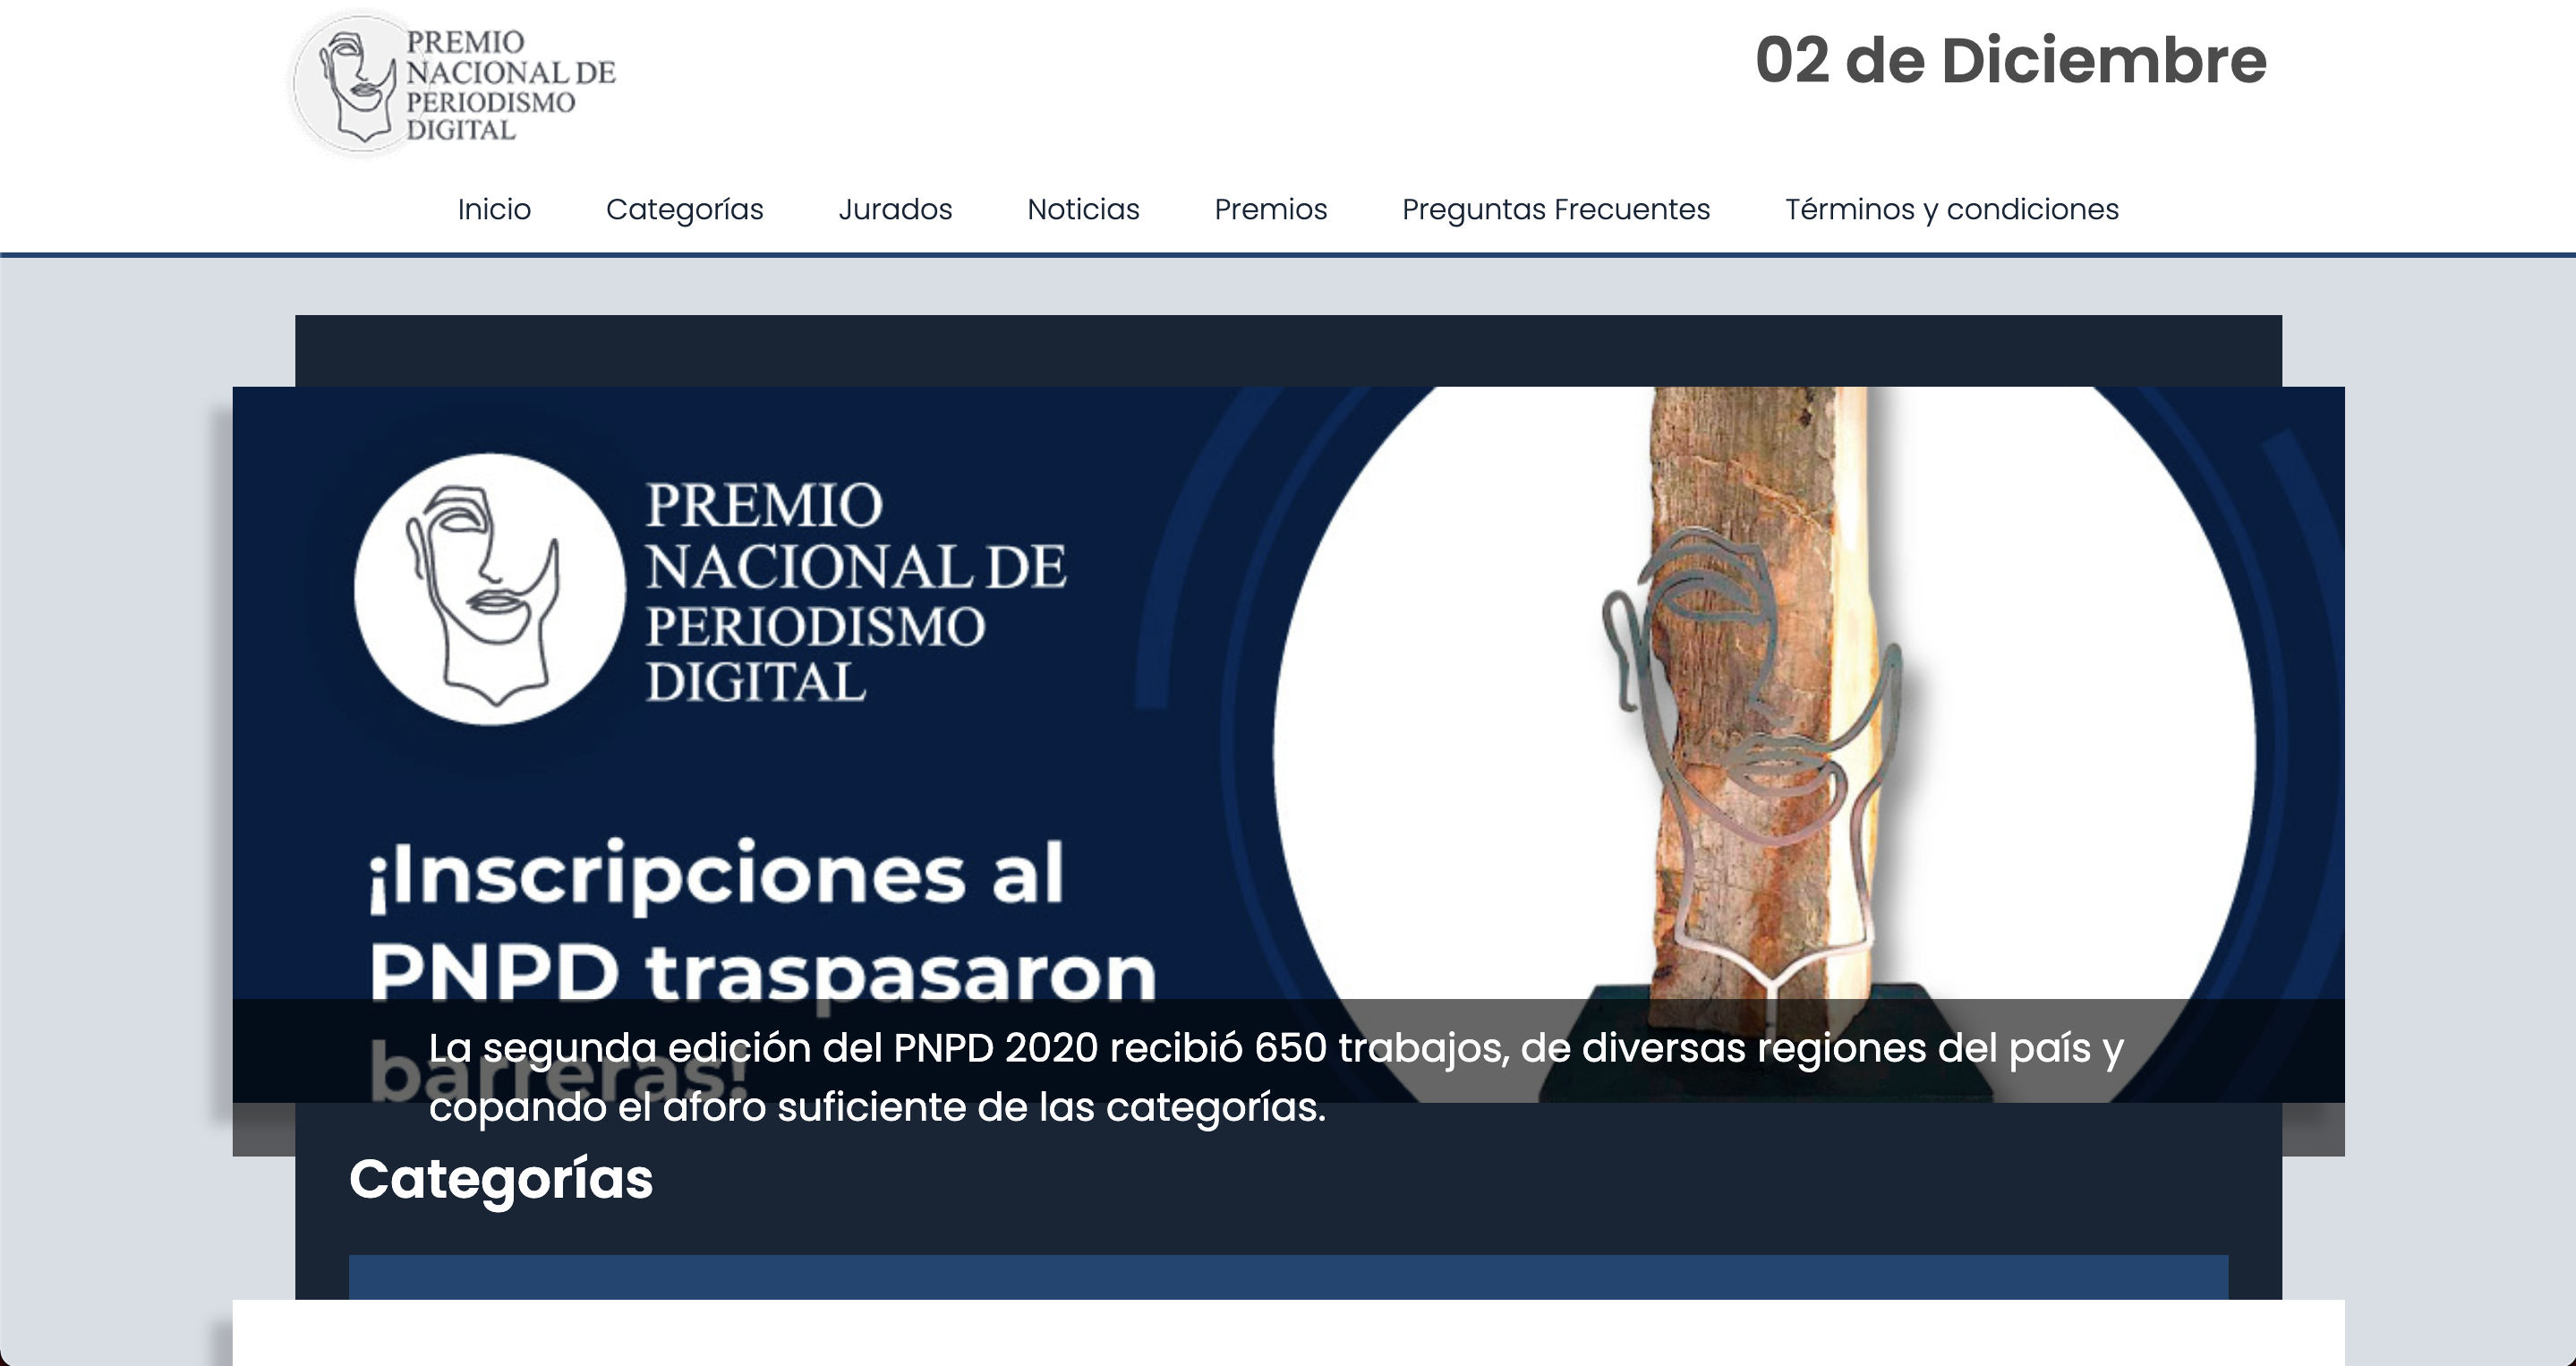 PREMIO
NACIONAL DE
PERIODISMO
DIGITAL
02 de Diciembre
Inicio Categorías Jurados Noticias Premios Preguntas Frecuentes Términos y condiciones
PREMIO
NACIONAL DE
PERIODISMO
DIGITAL
¡Inscripciones al
PNPD traspasaron
barreras!
La segunda edición del PNPD 2020 recibió 650 trabajos, de diversas regiones del país y
copando el aforo suficiente de las categorías.
Categorías